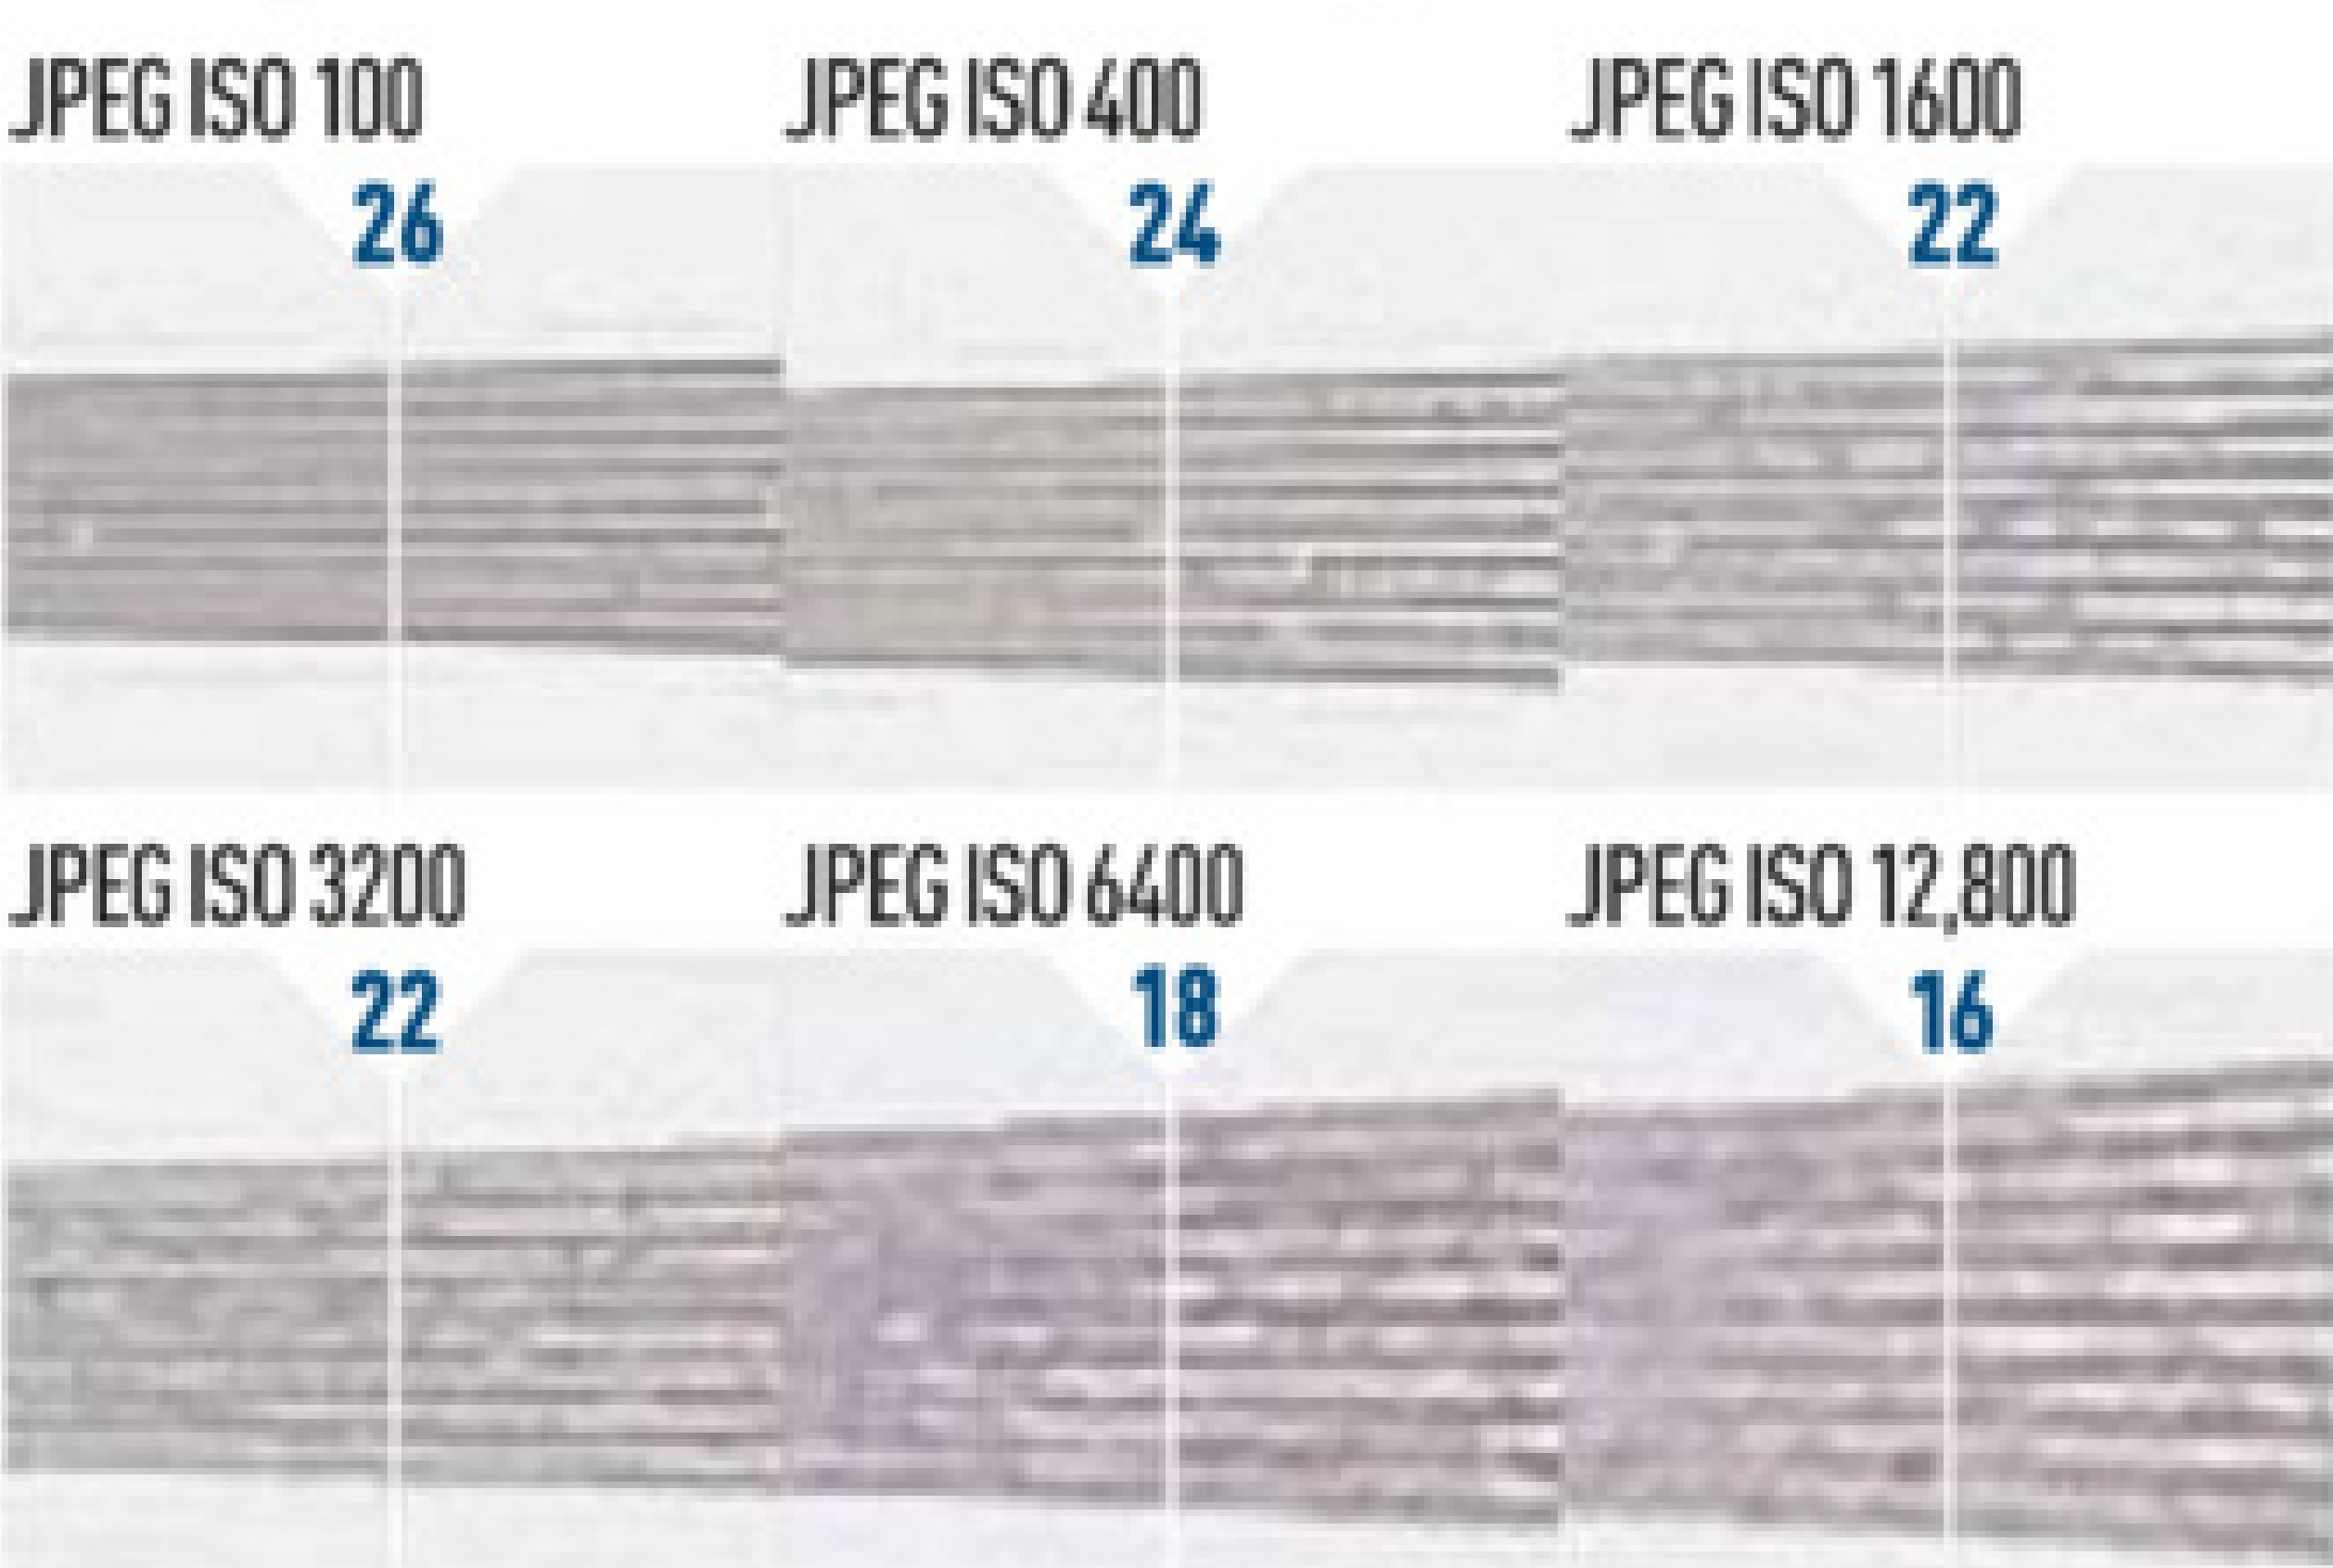 JPEG ISO 100 JPEG ISO 400 JPEG ISO 1600
26 24 22
JPEG ISO 3200 JPEG ISO 6400 JPEG ISO 12,800
22 18 16